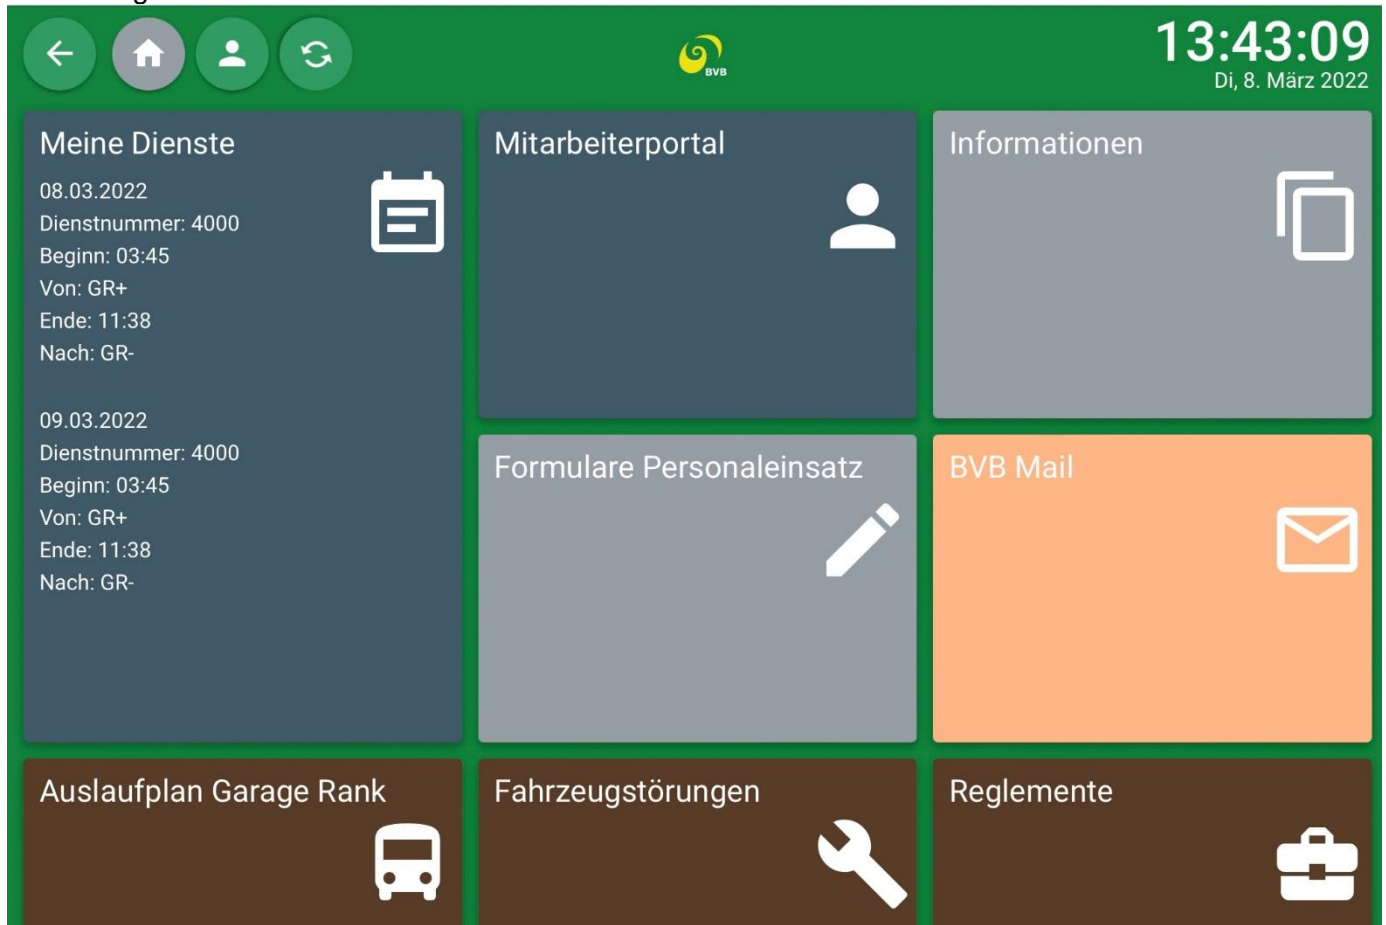 BVB
13:43:09
Di, 8. März 2022
Meine Dienste
08.03.2022
Dienstnummer: 4000
Beginn: 03:45
Von: GR+
Ende: 11:38
Nach: GR-
09.03.2022
Dienstnummer: 4000
Beginn: 03:45
Von: GR+
Ende: 11:38
Nach: GR-
Mitarbeiterportal
Informationen
Formulare Personaleinsatz
BVB Mail
Auslaufplan Garage Rank
Fahrzeugstörungen
Reglemente